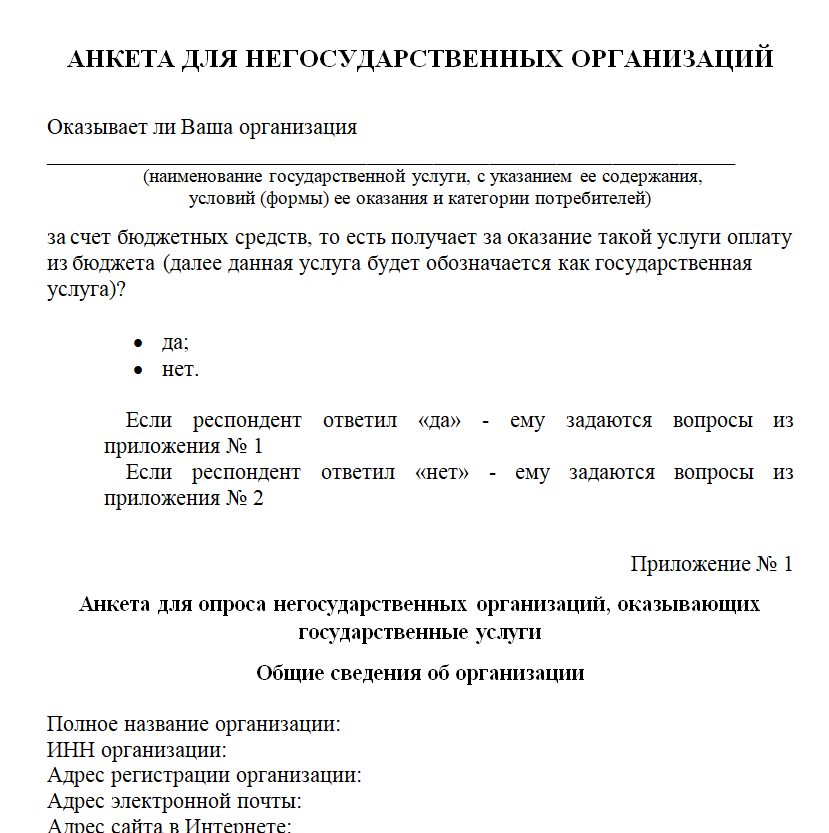 АНКЕТА ДЛЯ НЕГОСУДАРСТВЕННЫХ ОРГАНИЗАЦИЙ
Оказывает ли Ваша организация
(наименование государственной услуги, с указанием ее содержания,
условий (формы) ее оказания и категории потребителей)
за счет бюджетных средств, то есть получает за оказание такой услуги оплату
из бюджета (далее данная услуга будет обозначается как государственная
услуга)?
• да;
• нет.
Если респондент ответил «да» - ему задаются вопросы из
приложения № 1
Если респондент ответил «нет» - ему задаются вопросы из
приложения № 2
Приложение № 1
Анкета для опроса негосударственных организаций, оказывающих
государственные услуги
Общие сведения об организации
Полное название организации:
ИНН организации:
Адрес регистрации организации:
Адрес электронной почты:
Адрес сайта в Интернете: